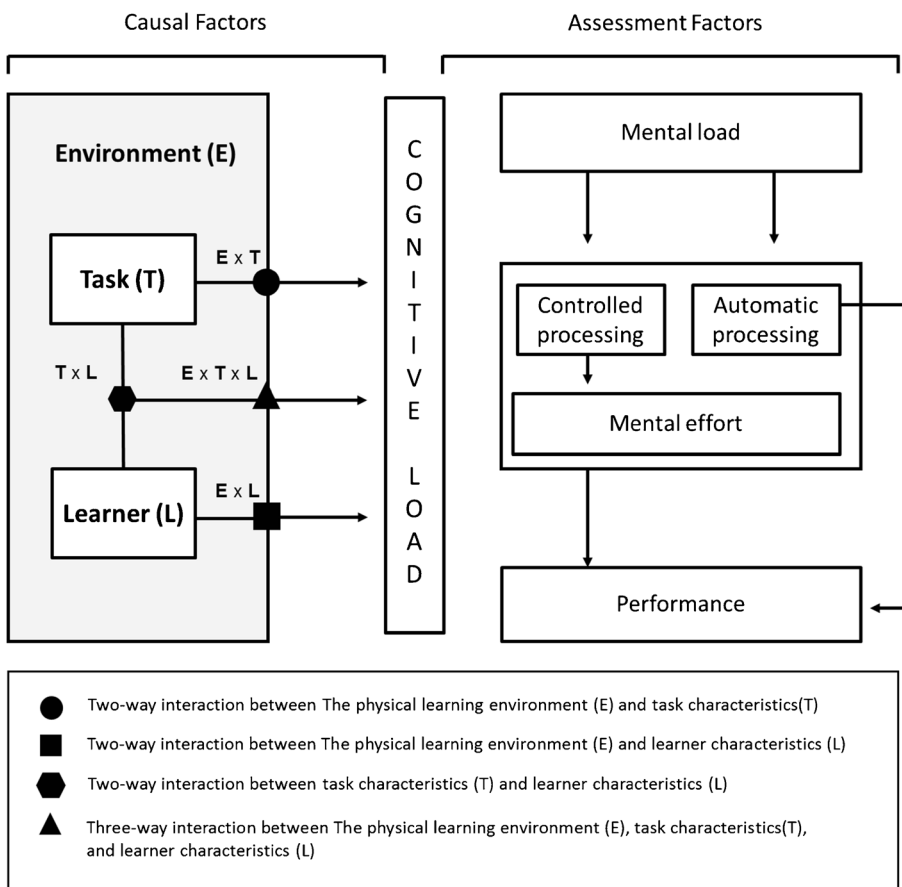 Causal Factors
Assessment Factors
Environment (E)
Task (T)
E x T
T x L
E x T x L
Learner (L)
E x L
COGNITIVE LOAD
Mental load
Controlled
processing
Automatic
processing
Mental effort
Performance
Two-way interaction between The physical learning environment (E) and task characteristics(T)
Two-way interaction between The physical learning environment (E) and learner characteristics (L)
Two-way interaction between task characteristics (T) and learner characteristics (L)
Three-way interaction between The physical learning environment (E), task characteristics(T),
and learner characteristics (L)